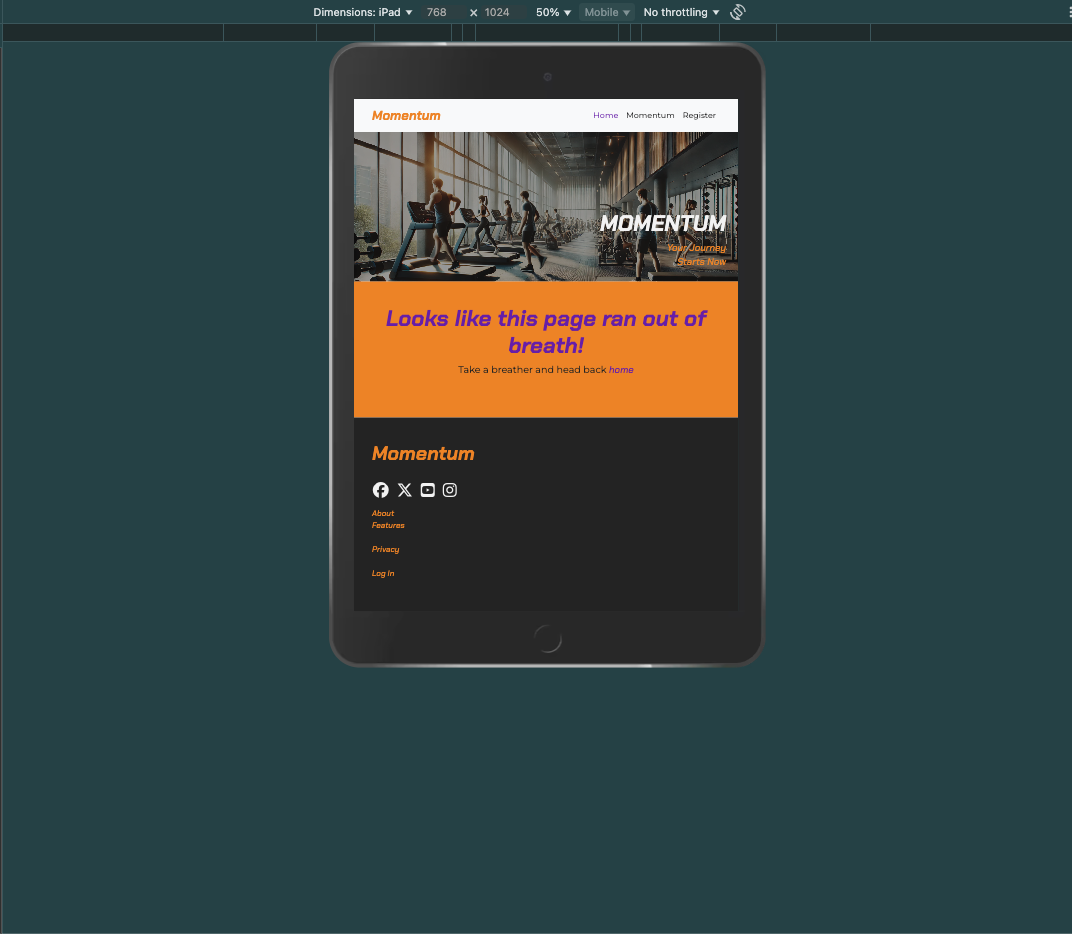 Dimensions: iPad 768 × 1024 50% Mobile No throttling
Momentum Home Momentum Register
MOMENTUM
Your Journey
Starts Now
Looks like this page ran out of
breath!
Take a breather and head back home
Momentum
About
Features
Privacy
Log In